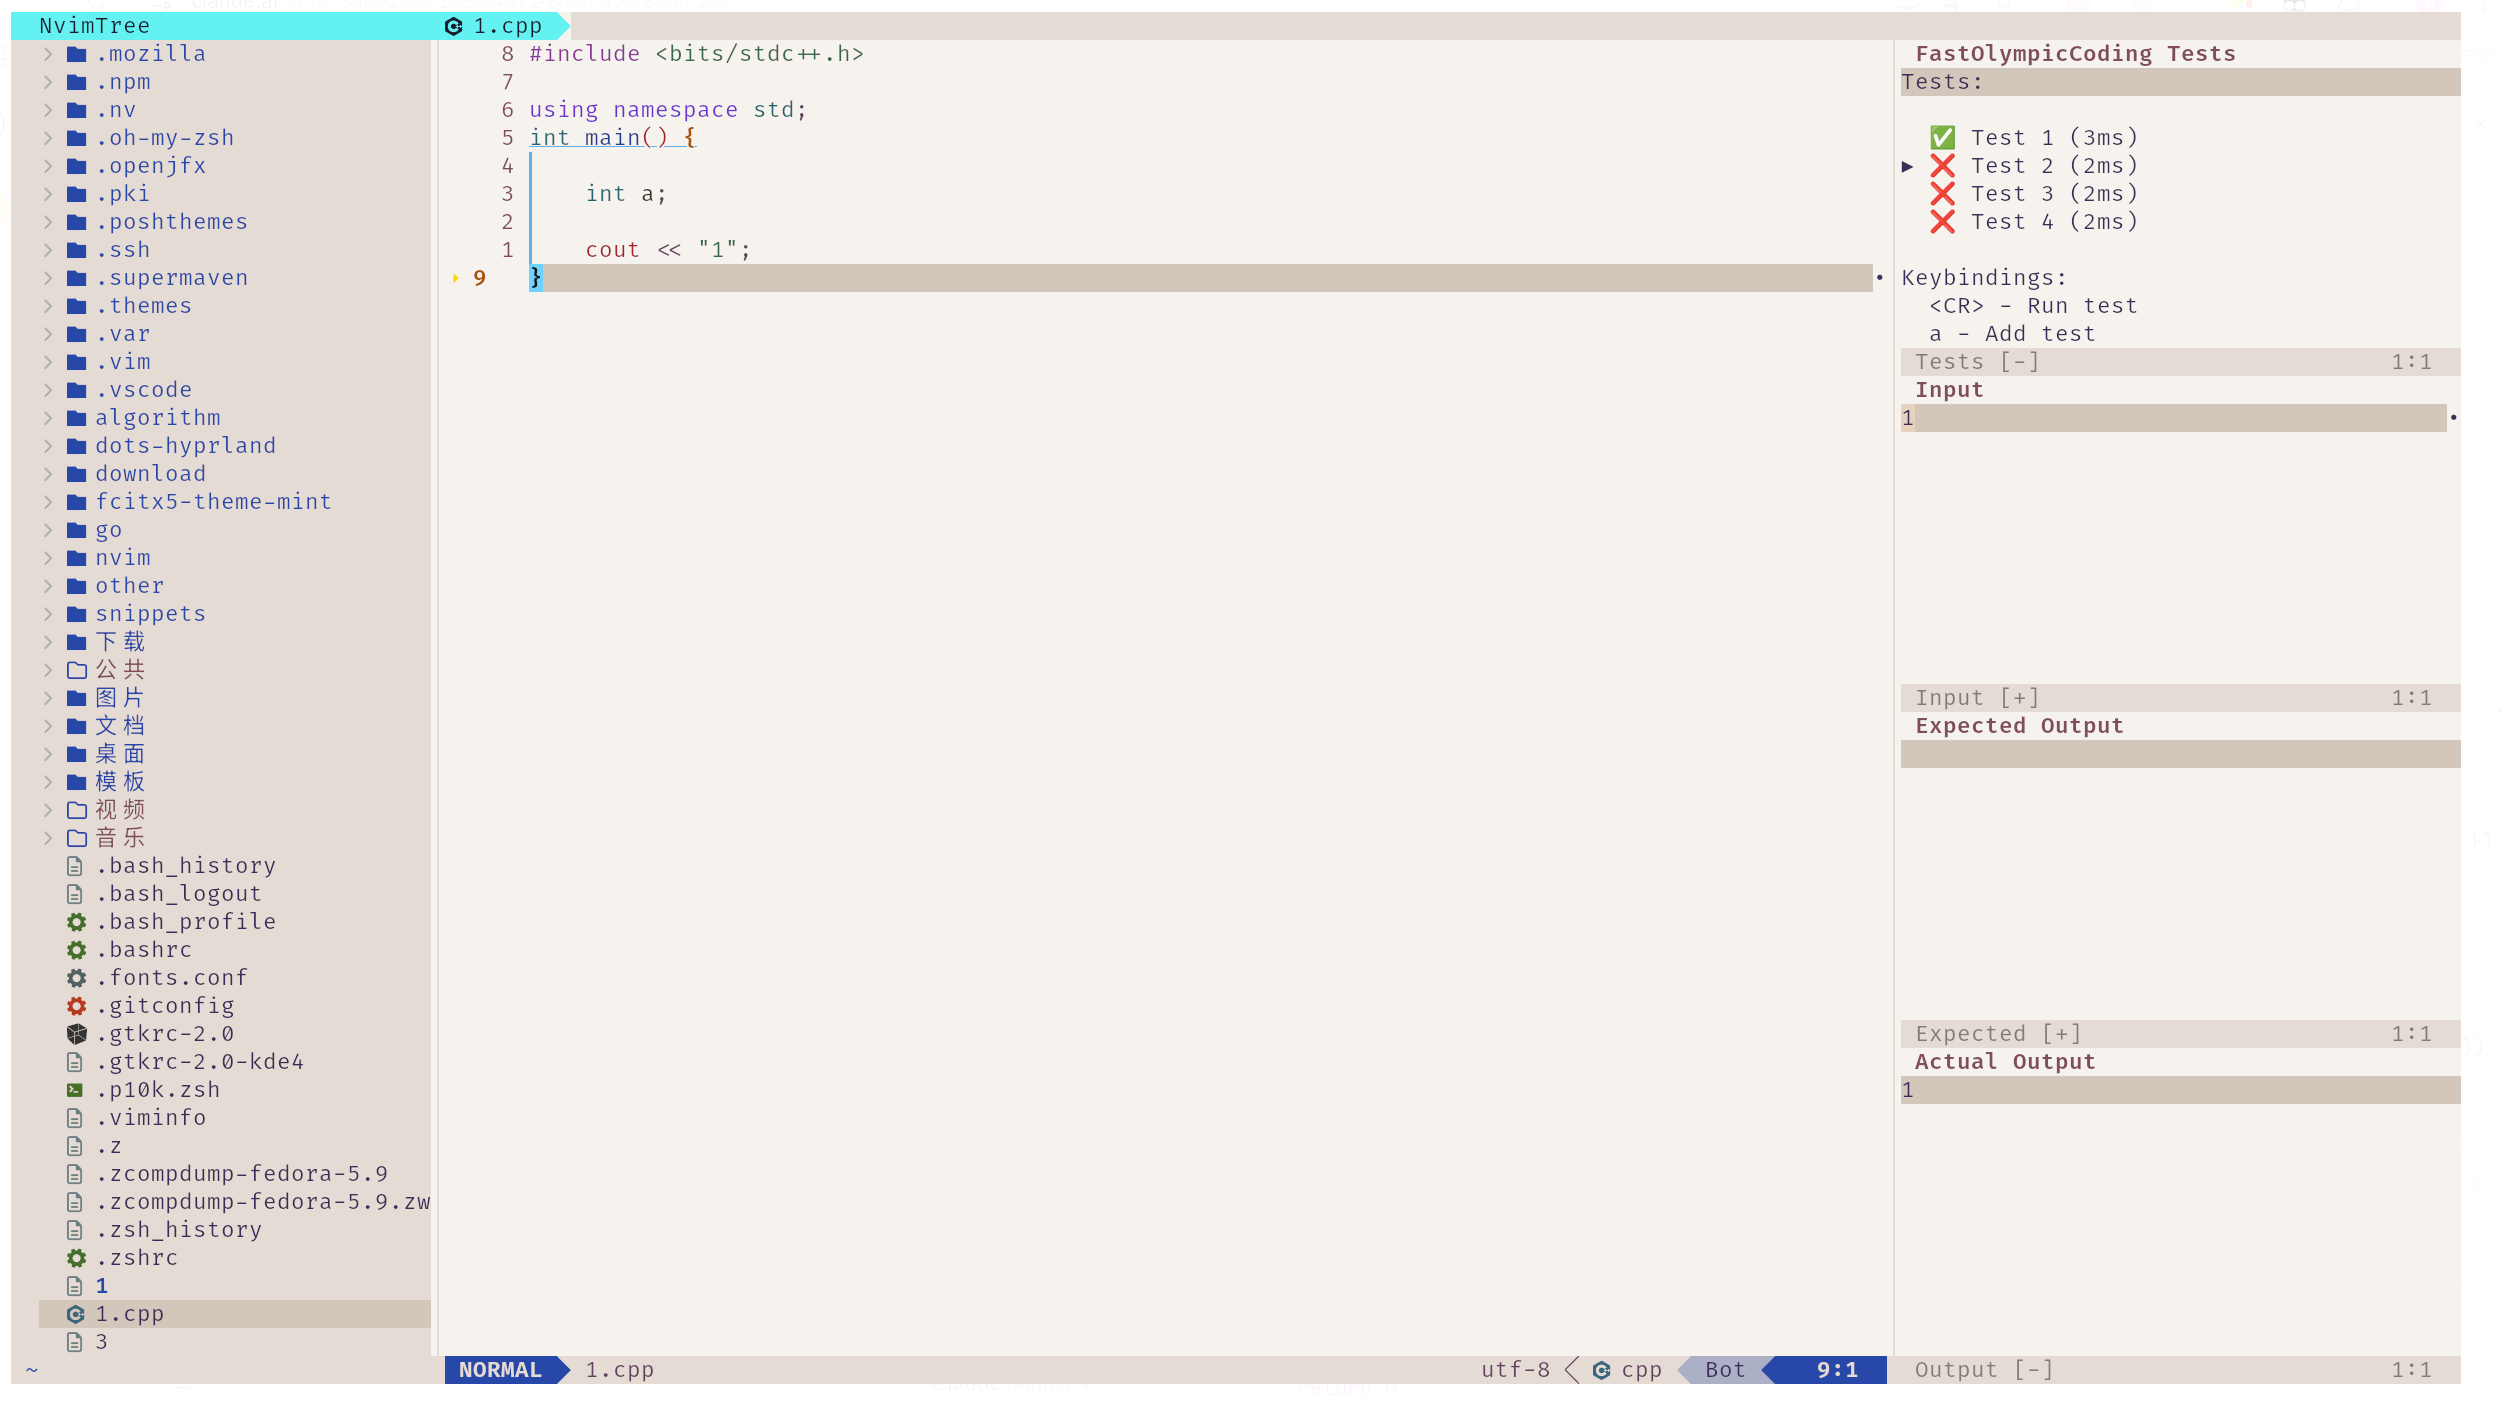 NvimTree
.mozilla
.npm
.nv
.oh-my-zsh
.openjfx
.pki
.poshthemes
.ssh
.supermaven
.themes
.var
.vim
.vscode
algorithm
dots-hyprland
download
fcitx5-theme-mint
go
nvim
other
snippets
下载
公共
图片
文档
桌面
模板
视频
音乐
.bash_history
.bash_logout
.bash_profile
.bashrc
.fonts.conf
.gitconfig
.gtkrc-2.0
.gtkrc-2.0-kde4
.p10k.zsh
.viminfo
.z
.zcompdump-fedora-5.9
.zcompdump-fedora-5.9.zw
.zsh_history
.zshrc
1
1.cpp
3
~
1.cpp
8 #include <bits/stdc++.h>
7
6 using namespace std;
5 int main() {
4
3     int a;
2
1     cout << "1";
9 }
NORMAL 1.cpp utf-8 cpp Bot 9:1
FastOlympicCoding Tests
Tests:
✅ Test 1 (3ms)
▶ ❌ Test 2 (2ms)
❌ Test 3 (2ms)
❌ Test 4 (2ms)
Keybindings:
<CR> - Run test
a - Add test
Tests [-] 1:1
Input
1
Input [+] 1:1
Expected Output
Expected [+] 1:1
Actual Output
1
Output [-] 1:1